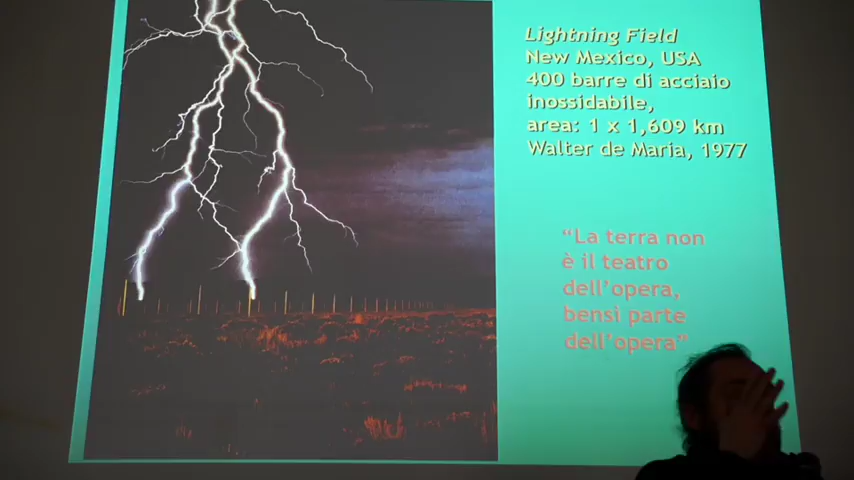 Lightning Field
New Mexico, USA
400 barre di acciaio
inossidabile,
area: 1 x 1,609 km
Walter de Maria, 1977
“La terra non
è il teatro
dell’opera,
bensì parte
dell’opera”